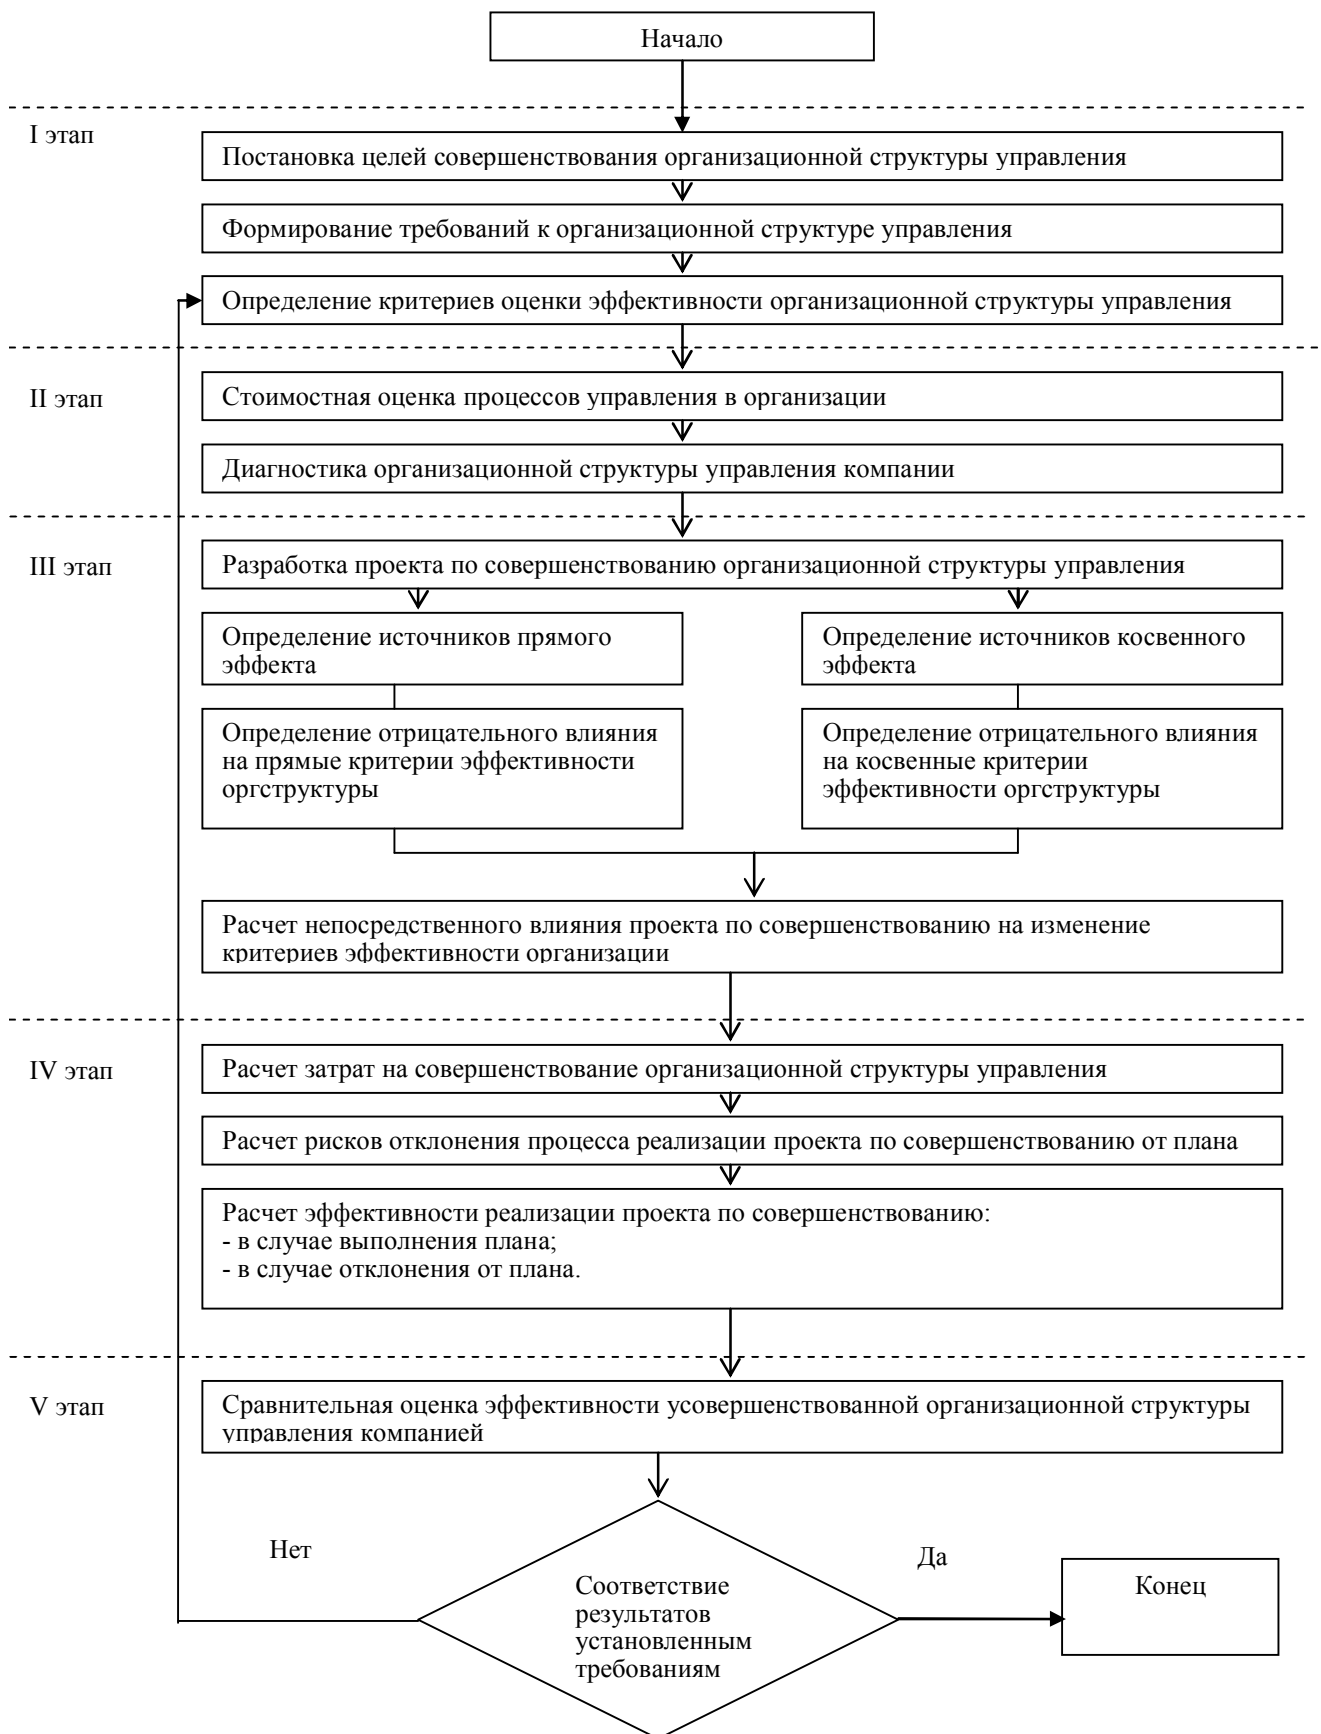 Начало
I этап
Постановка целей совершенствования организационной структуры управления
Формирование требований к организационной структуре управления
Определение критериев оценки эффективности организационной структуры управления
II этап
Стоимостная оценка процессов управления в организации
Диагностика организационной структуры управления компании
III этап
Разработка проекта по совершенствованию организационной структуры управления
Определение источников прямого
эффекта
Определение источников косвенного
эффекта
Определение отрицательного влияния
на прямые критерии эффективности
оргструктуры
Определение отрицательного влияния
на косвенные критерии
эффективности оргструктуры
Расчет непосредственного влияния проекта по совершенствованию на изменение
критериев эффективности организации
IV этап
Расчет затрат на совершенствование организационной структуры управления
Расчет рисков отклонения процесса реализации проекта по совершенствованию от плана
Расчет эффективности реализации проекта по совершенствованию:
- в случае выполнения плана;
- в случае отклонения от плана.
V этап
Сравнительная оценка эффективности усовершенствованной организационной структуры
управления компанией
Нет
Да
Соответствие
результатов
установленным
требованиям
Конец